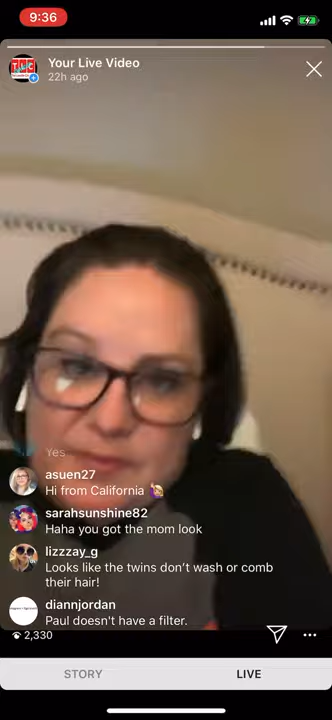 9:36
Your Live Video
22h ago
Yes
asuen27
Hi from California
sarahsunshine82
Haha you got the mom look
lizzzay_g
Looks like the twins don’t wash or comb
their hair!
diannjordan
Paul doesn't have a filter.
2,330
STORY
LIVE